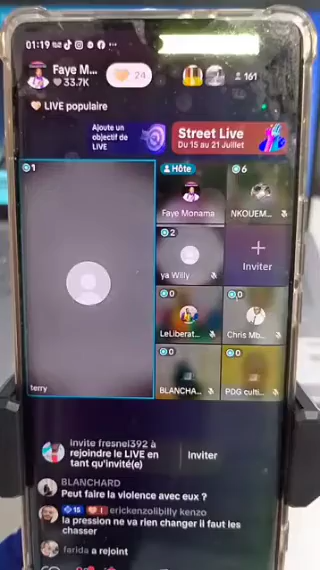 01:19
Faye M...
33.7K
24
161
LIVE populaire
Ajoute un
objectif de
LIVE
Street Live
Du 15 au 21 Juillet
1
terry
Hôte
Faye Monama
6
NKOUEM...
2
ya Willy
+
Inviter
0
LeLiberat...
0
Chris Mb...
0
BLANCHA...
0
PDG culti...
Invite fresnel392 à
rejoindre le LIVE en
tant qu'invité(e)
Inviter
BLANCHARD
Peut faire la violence avec eux ?
1 erickenzolibilly kenzo
la pression ne va rien changer il faut les
chasser
farida a rejoint